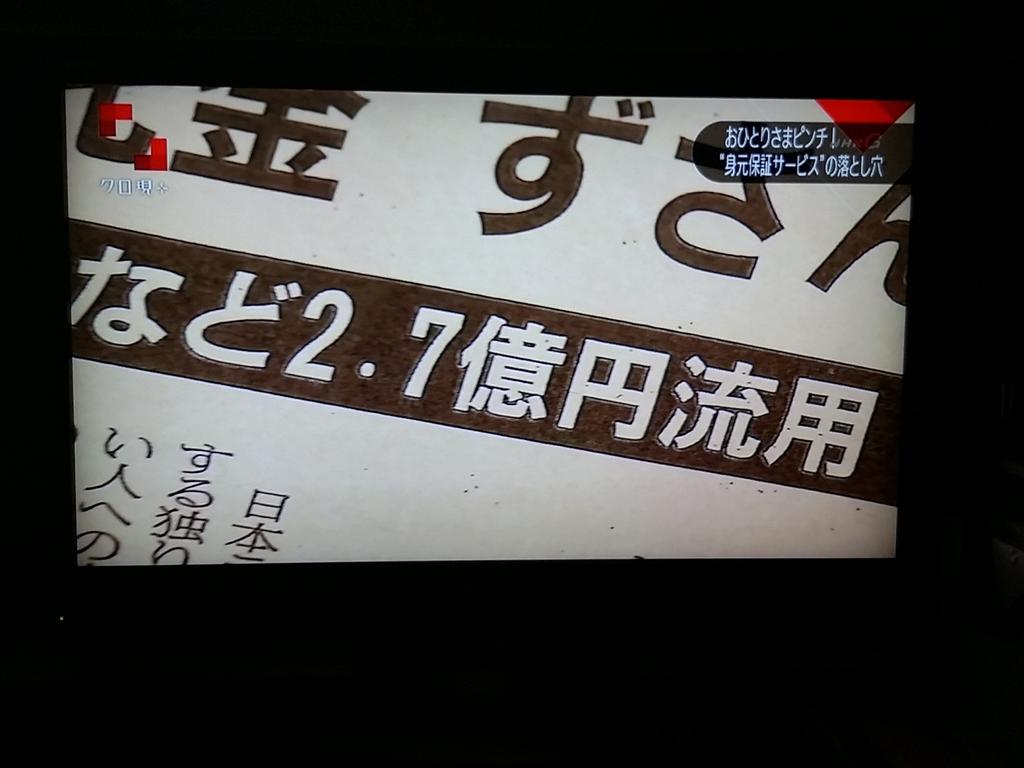 クロ現+
おひとりさまピンチ!
"身元保証サービス"の落とし穴
金 ずさん
など2.7億円流用
日本
する独
い人への